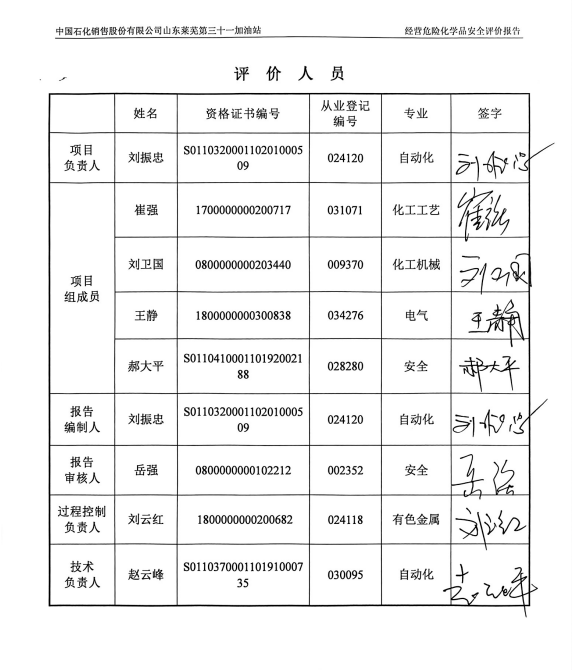 中国石化销售股份有限公司山东莱芜第三十一加油站 经营危险化学品安全评价报告
评 价 人 员
姓名 资格证书编号 从业登记编号 专业 签字
项目负责人 刘振忠 S011032000110201000509 024120 自动化
项目组成员 崔强 1700000000200717 031071 化工工艺 崔强
刘卫国 0800000000203440 009370 化工机械 刘卫国
王静 1800000000300838 034276 电气 王静
郝大平 S011041000110192002188 028280 安全 郝大平
报告编制人 刘振忠 S011032000110201000509 024120 自动化
报告审核人 岳强 0800000000102212 002352 安全 岳强
过程控制负责人 刘云红 1800000000200682 024118 有色金属 刘云红
技术负责人 赵云峰 S011037000110191000735 030095 自动化